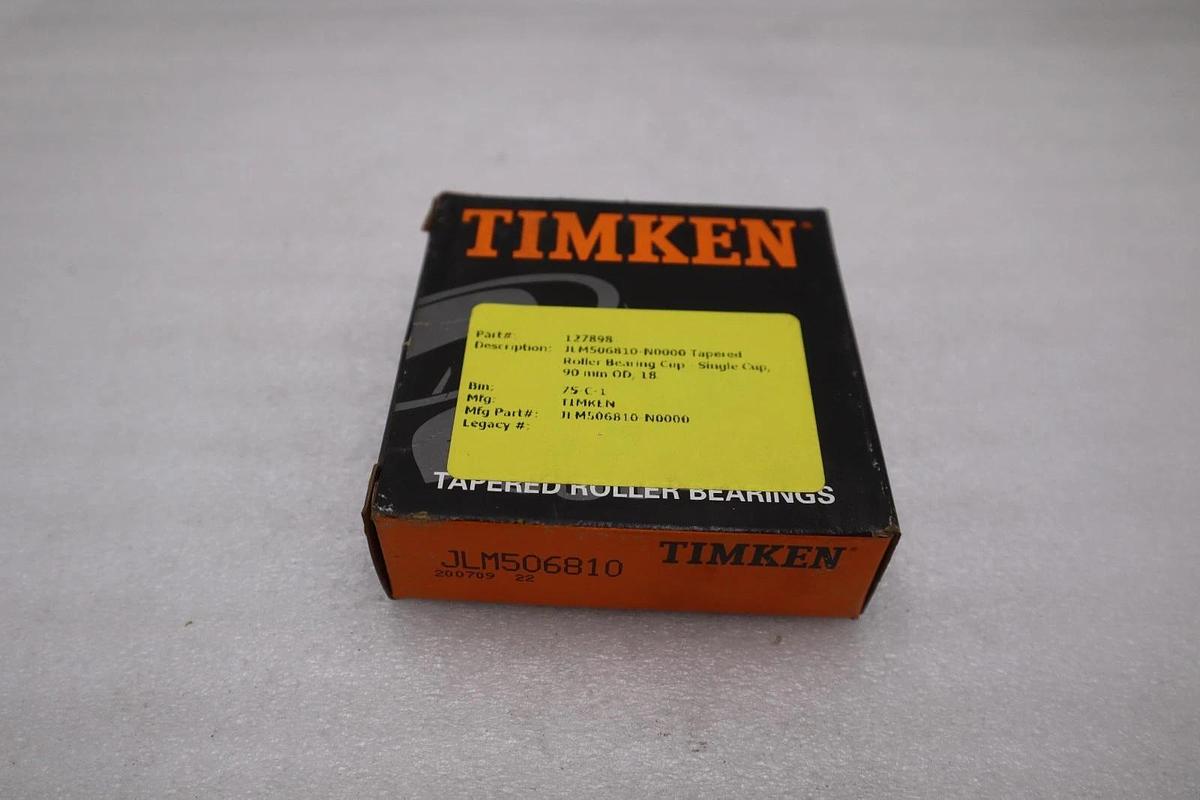 TIMKEN®
Part#: 127898
Description: JLM506810-N0000 Tapered
Roller Bearing Cup - Single Cup,
90 mm OD, 18.
Bin: 75-C-1
Mfg: TIMKEN
Mfg Part#: JLM506810-N0000
Legacy #:
TAPERED ROLLER BEARINGS
JLM506810
200709 22
TIMKEN®